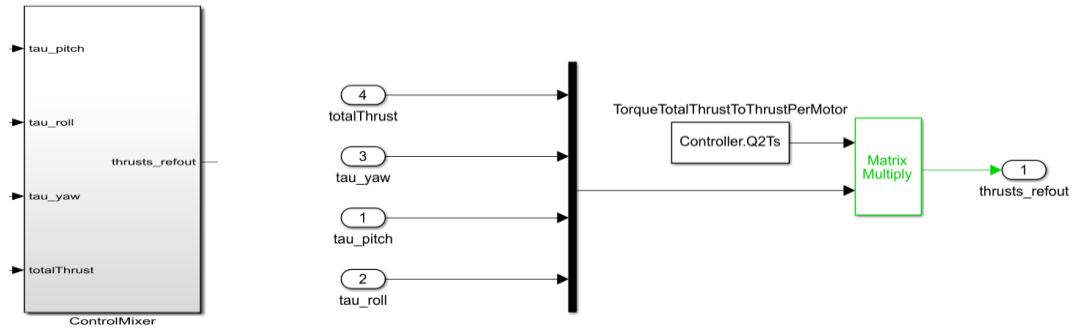 tau_pitch
tau_roll
thrusts_refout
tau_yaw
totalThrust
ControlMixer
4
totalThrust
3
tau_yaw
1
tau_pitch
2
tau_roll
TorqueTotalThrustToThrustPerMotor
Controller.Q2Ts
Matrix
Multiply
1
thrusts_refout